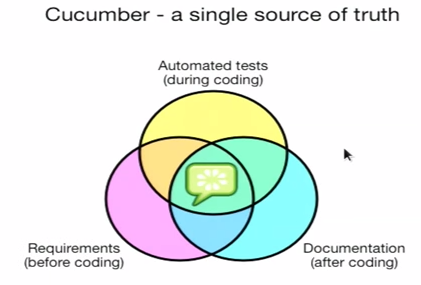 Cucumber - a single source of truth
Automated tests
(during coding)
Requirements
(before coding)
Documentation
(after coding)